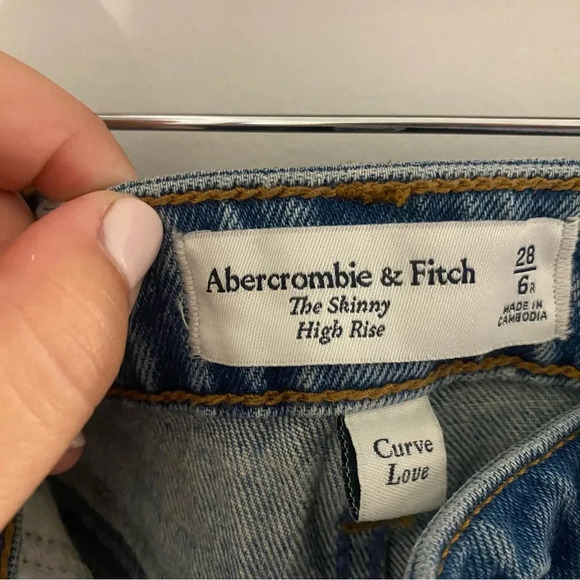 Abercrombie & Fitch
The Skinny
High Rise
28
6R
MADE IN
CAMBODIA
Curve
Love